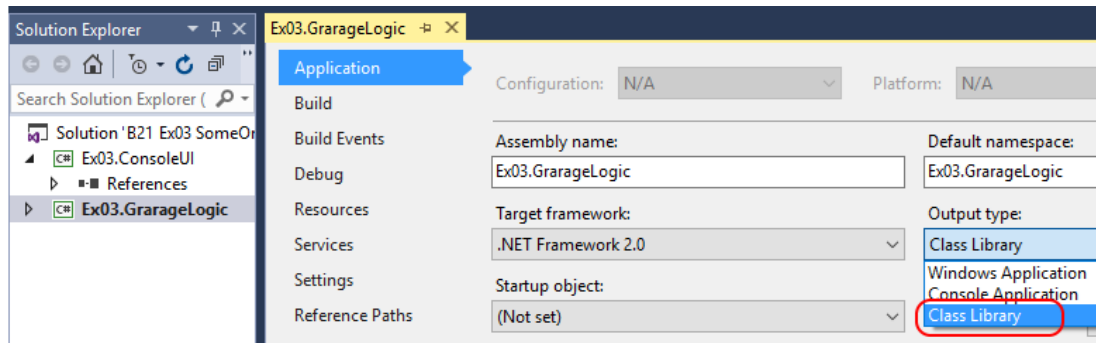 Solution Explorer
Search Solution Explorer (
Solution 'B21 Ex03 SomeOr
C# Ex03.ConsoleUI
References
C# Ex03.GrarageLogic
Ex03.GrarageLogic
Application
Build
Build Events
Debug
Resources
Services
Settings
Reference Paths
Configuration: N/A Platform: N/A
Assembly name: Default namespace:
Ex03.GrarageLogic Ex03.GrarageLogic
Target framework: Output type:
.NET Framework 2.0 Class Library
Windows Application
Console Application
Startup object:
(Not set) Class Library